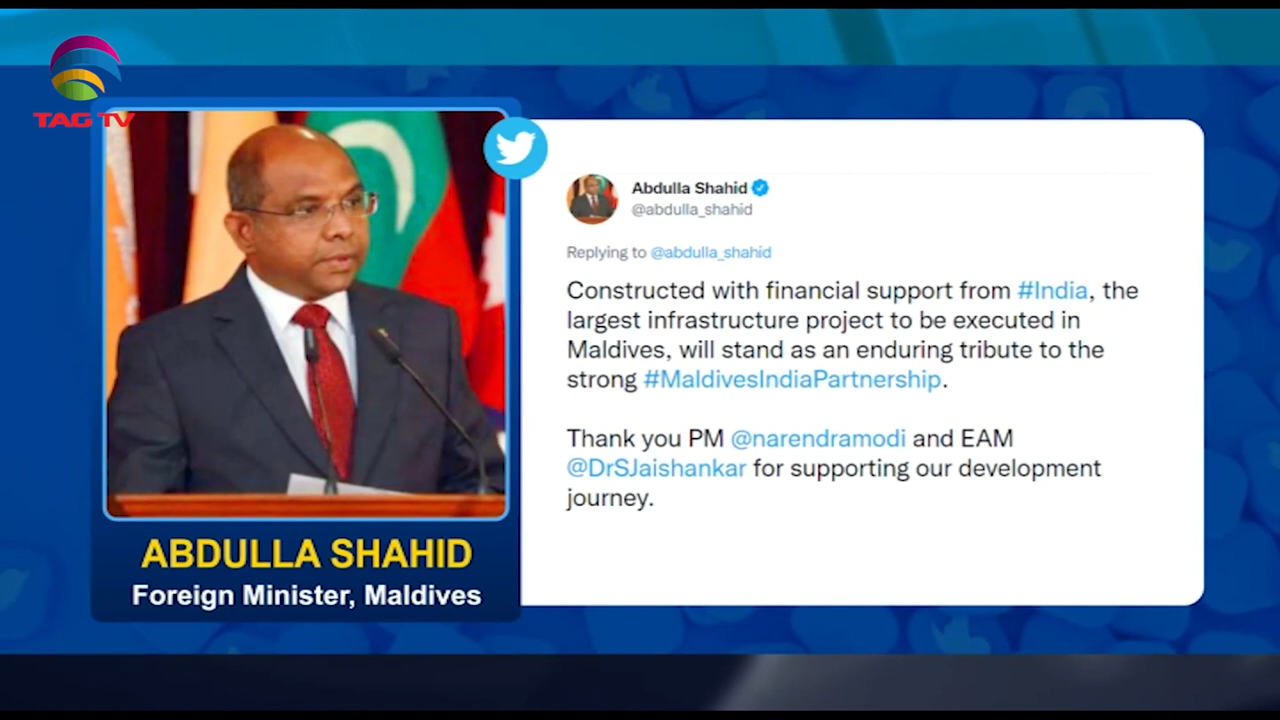 TAG TV
Abdulla Shahid
@abdulla_shahid
Replying to @abdulla_shahid
Constructed with financial support from #India, the
largest infrastructure project to be executed in
Maldives, will stand as an enduring tribute to the
strong #MaldivesIndiaPartnership.
Thank you PM @narendramodi and EAM
@DrSJaishankar for supporting our development
journey.
ABDULLA SHAHID
Foreign Minister, Maldives